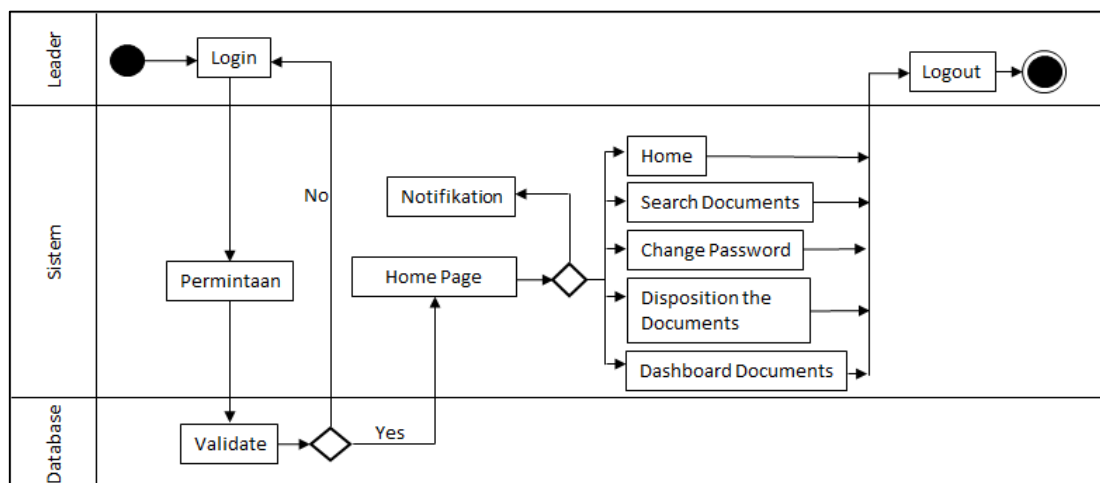 Leader
Login
Logout
Sistem
No
Home
Notifikation
Search Documents
Change Password
Permintaan
Home Page
Disposition the
Documents
Dashboard Documents
Database
Validate
Yes